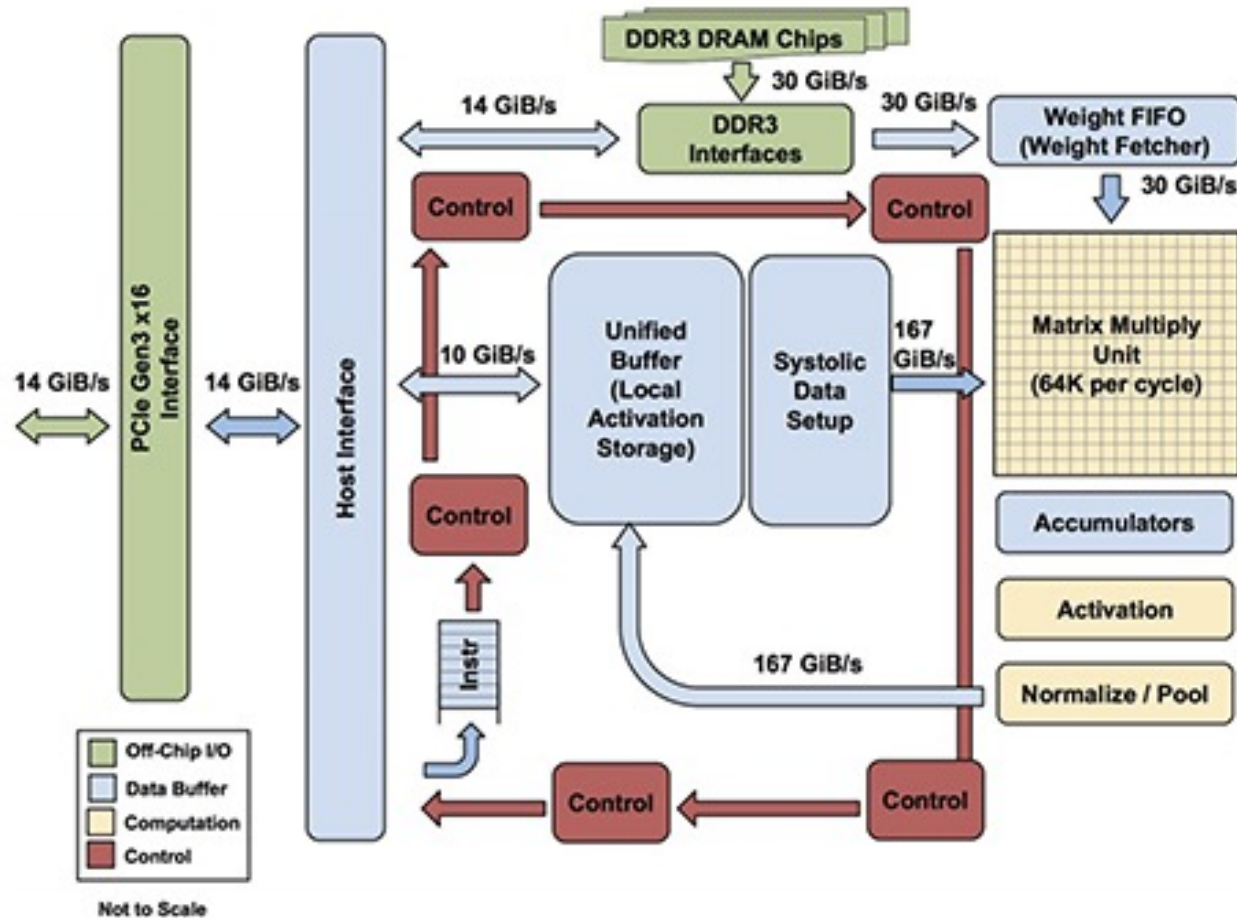 DDR3 DRAM Chips
30 GiB/s
14 GiB/s
30 GiB/s
DDR3
Interfaces
Weight FIFO
(Weight Fetcher)
30 GiB/s
Control
Control
PCIe Gen3 x16
Interface
Host Interface
14 GiB/s
14 GiB/s
10 GiB/s
Unified
Buffer
(Local
Activation
Storage)
Systolic
Data
Setup
167
GiB/s
Matrix Multiply
Unit
(64K per cycle)
Control
Accumulators
Activation
Instr
167 GiB/s
Normalize / Pool
Control
Control
Off-Chip I/O
Data Buffer
Computation
Control
Not to Scale